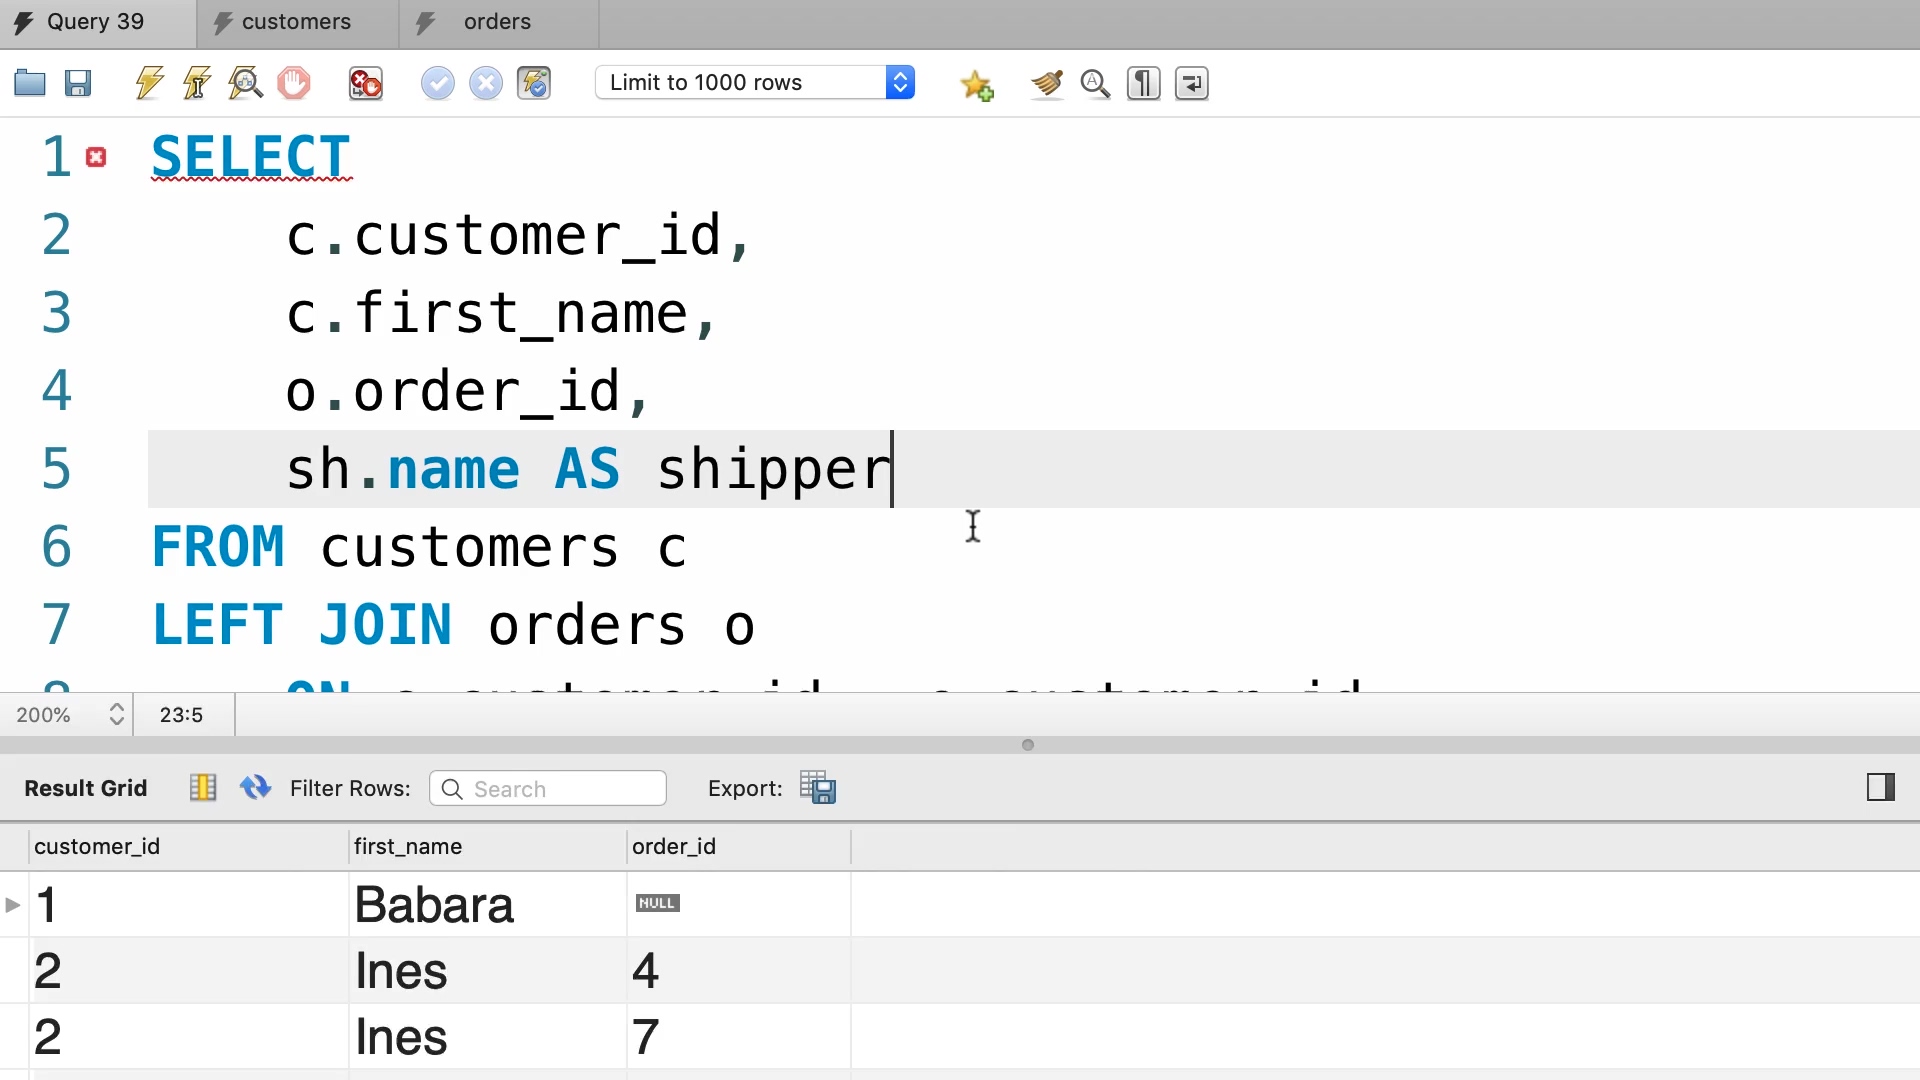 Query 39 customers orders
Limit to 1000 rows
1 SELECT
2 c.customer_id,
3 c.first_name,
4 o.order_id,
5 sh.name AS shipper
6 FROM customers c
7 LEFT JOIN orders o
200% 23:5
Result Grid Filter Rows: Search Export:
customer_id first_name order_id
1 Babara NULL
2 Ines 4
2 Ines 7